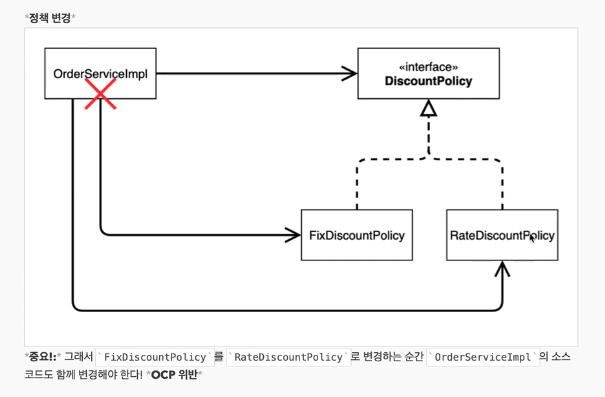 *정책 변경*
OrderServiceImpl
«interface»
DiscountPolicy
FixDiscountPolicy
RateDiscountPolicy
*중요!:* 그래서 `FixDiscountPolicy`를 `RateDiscountPolicy`로 변경하는 순간 `OrderServiceImpl`의 소스
코드도 함께 변경해야 한다! *OCP 위반*